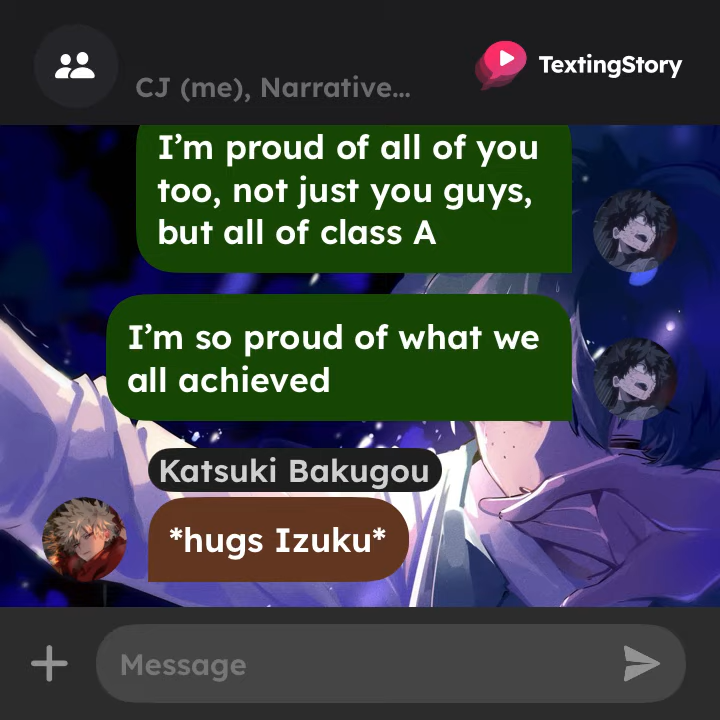 TextingStory
CJ (me), Narrative...
I’m proud of all of you
too, not just you guys,
but all of class A
I’m so proud of what we
all achieved
Katsuki Bakugou
*hugs Izuku*
Message